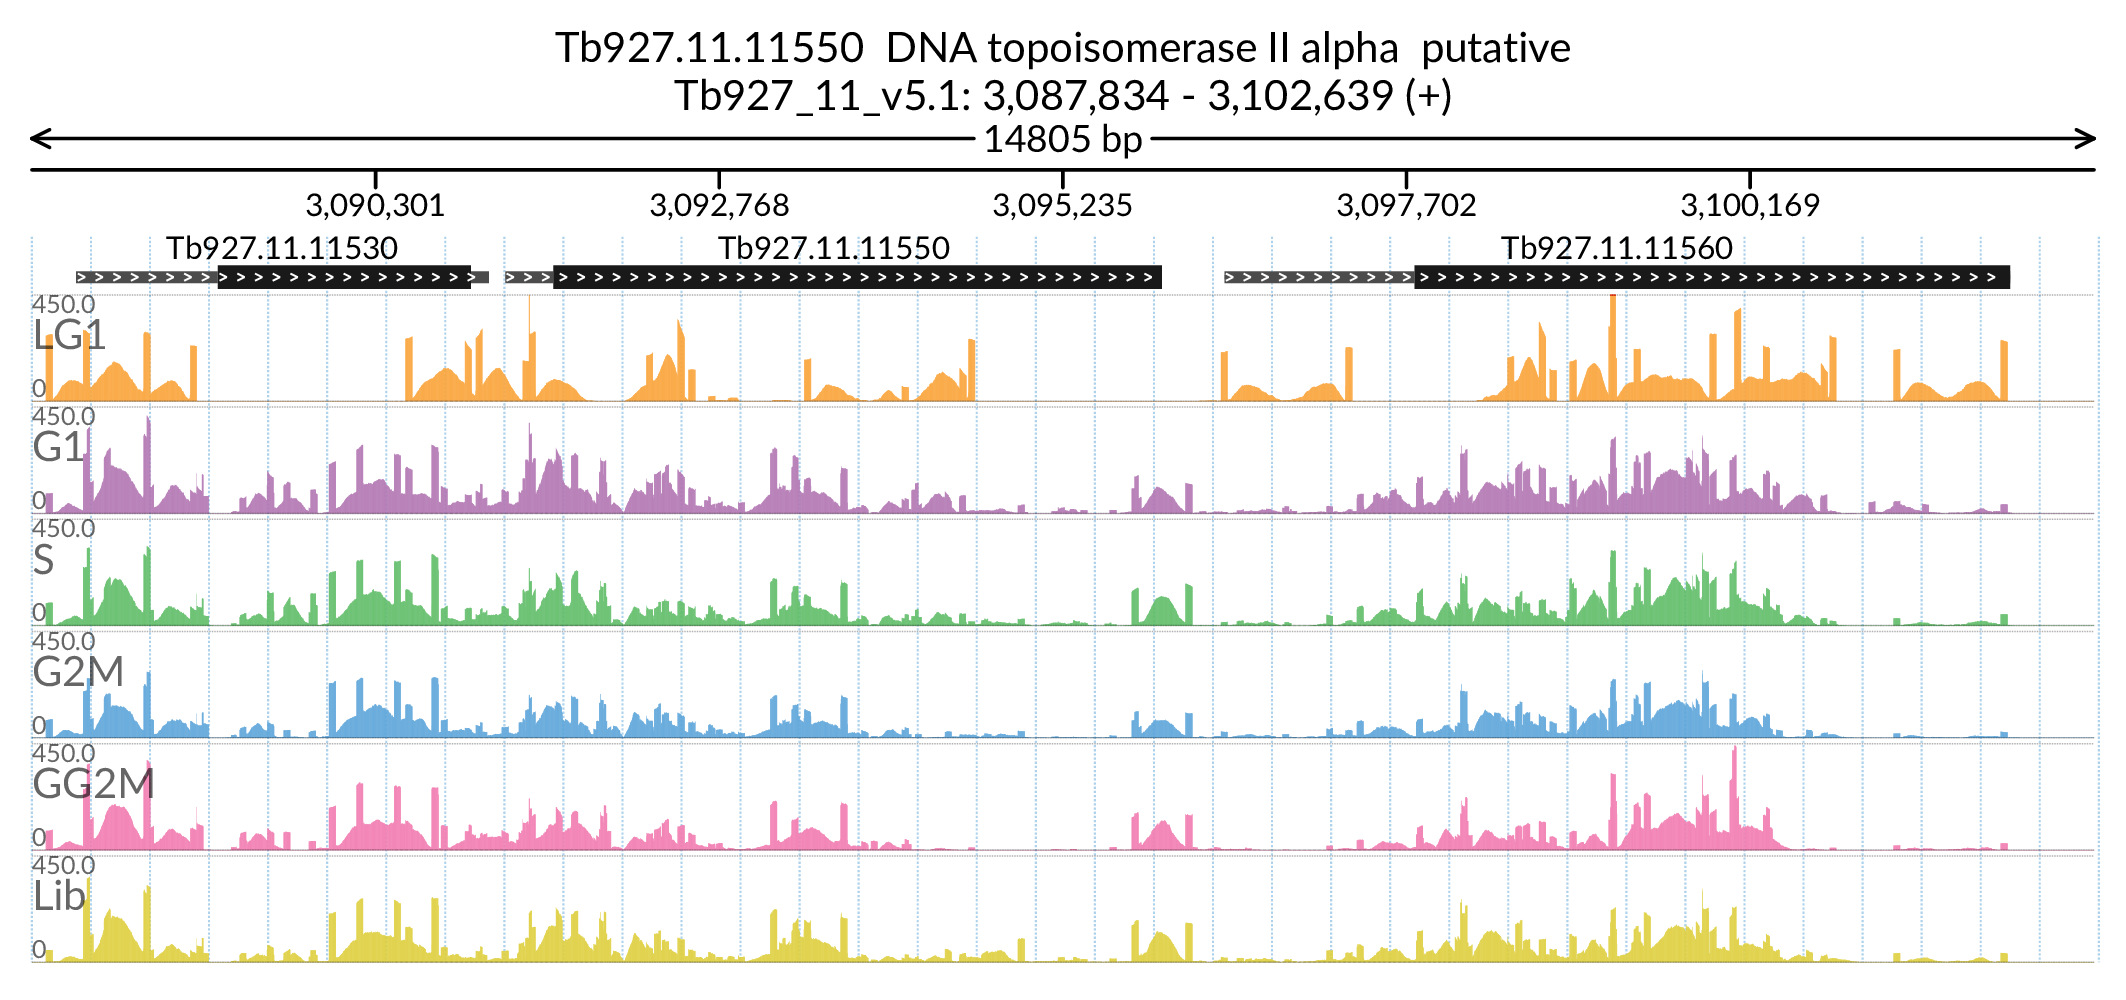 Tb927.11.11550 DNA topoisomerase II alpha putative
Tb927_11_v5.1: 3,087,834 - 3,102,639 (+)
14805 bp
3,090,301 3,092,768 3,095,235 3,097,702 3,100,169
Tb927.11.11530 Tb927.11.11550 Tb927.11.11560
450.0
LG1
0
450.0
G1
0
450.0
S
0
450.0
G2M
0
450.0
GG2M
0
450.0
Lib
0